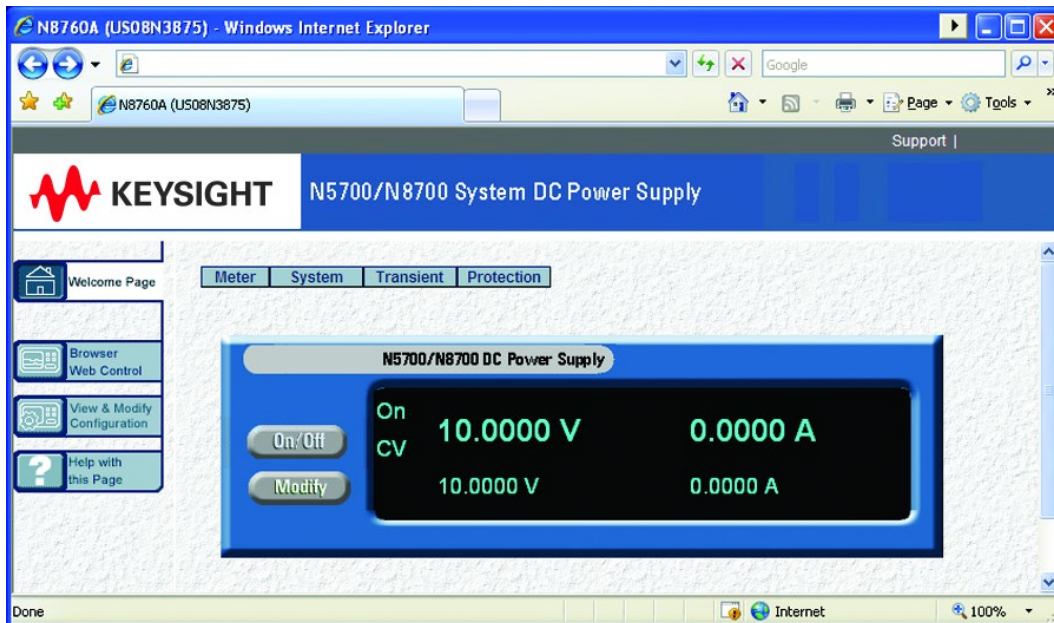 N8760A (US08N3875) - Windows Internet Explorer
Google
N8760A (US08N3875)
Page
Tools
»
Support |
KEYSIGHT
N5700/N8700 System DC Power Supply
Welcome Page
Meter
System
Transient
Protection
Browser
Web Control
View & Modify
Configuration
Help with
this Page
N5700/N8700 DC Power Supply
On/Off
Modify
On
CV
10.0000 V
0.0000 A
10.0000 V
0.0000 A
Done
Internet
100%